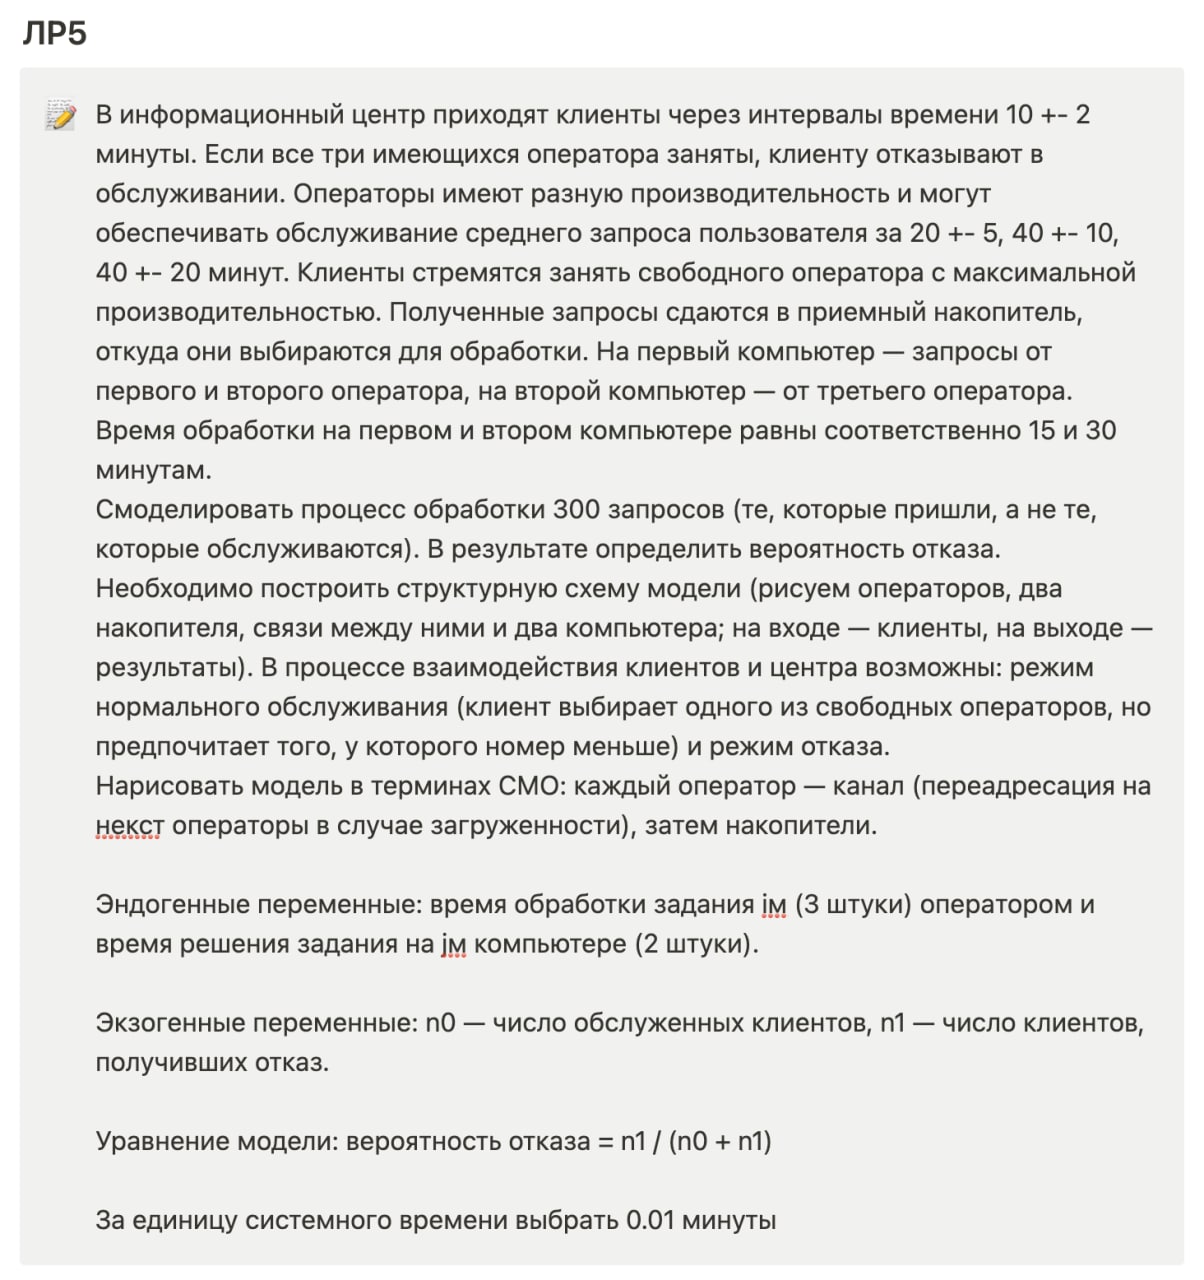 ЛР5
В информационный центр приходят клиенты через интервалы времени 10 +- 2
минуты. Если все три имеющихся оператора заняты, клиенту отказывают в
обслуживании. Операторы имеют разную производительность и могут
обеспечивать обслуживание среднего запроса пользователя за 20 +- 5, 40 +- 10,
40 +- 20 минут. Клиенты стремятся занять свободного оператора с максимальной
производительностью. Полученные запросы сдаются в приемный накопитель,
откуда они выбираются для обработки. На первый компьютер — запросы от
первого и второго оператора, на второй компьютер — от третьего оператора.
Время обработки на первом и втором компьютере равны соответственно 15 и 30
минутам.
Смоделировать процесс обработки 300 запросов (те, которые пришли, а не те,
которые обслуживаются). В результате определить вероятность отказа.
Необходимо построить структурную схему модели (рисуем операторов, два
накопителя, связи между ними и два компьютера; на входе — клиенты, на выходе —
результаты). В процессе взаимодействия клиентов и центра возможны: режим
нормального обслуживания (клиент выбирает одного из свободных операторов, но
предпочитает того, у которого номер меньше) и режим отказа.
Нарисовать модель в терминах СМО: каждый оператор — канал (переадресация на
некст операторы в случае загруженности), затем накопители.
Эндогенные переменные: время обработки задания iм (3 штуки) оператором и
время решения задания на jм компьютере (2 штуки).
Экзогенные переменные: n0 — число обслуженных клиентов, n1 — число клиентов,
получивших отказ.
Уравнение модели: вероятность отказа = n1 / (n0 + n1)
За единицу системного времени выбрать 0.01 минуты